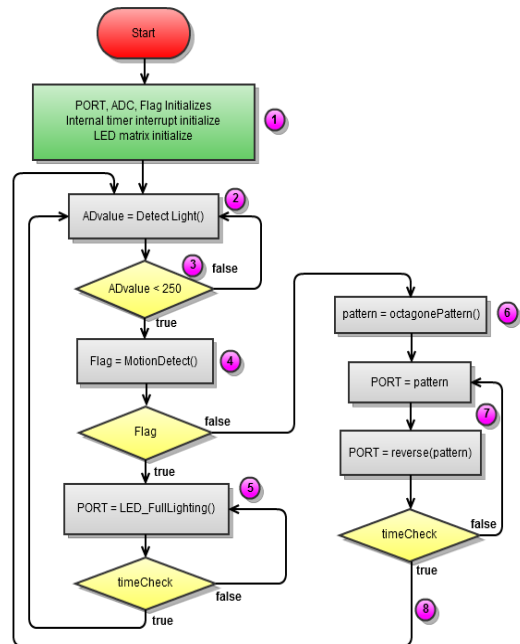 Start
PORT, ADC, Flag Initializes
Internal timer interrupt initialize
LED matrix initialize
1
ADvalue = Detect Light()
2
ADvalue < 250
3
false
true
Flag = MotionDetect()
4
Flag
false
true
PORT = LED_FullLighting()
5
timeCheck
false
true
pattern = octagonePattern()
6
PORT = pattern
7
PORT = reverse(pattern)
timeCheck
false
true
8